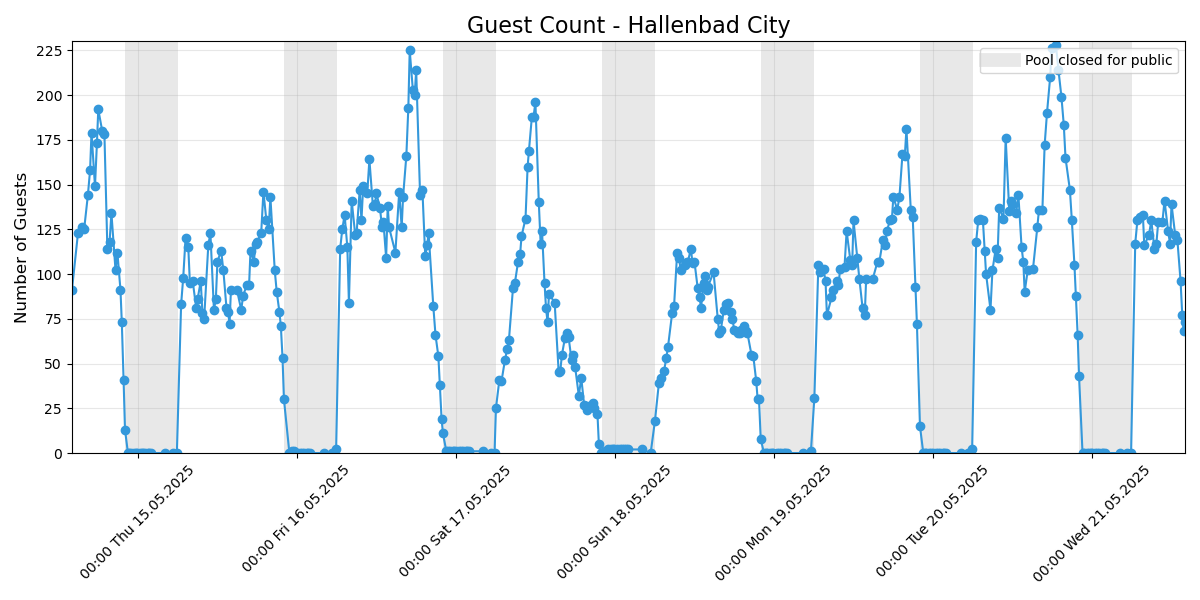 Guest Count - Hallenbad City
Pool closed for public
Number of Guests
225
200
175
150
125
100
75
50
25
0
00:00 Thu 15.05.2025
00:00 Fri 16.05.2025
00:00 Sat 17.05.2025
00:00 Sun 18.05.2025
00:00 Mon 19.05.2025
00:00 Tue 20.05.2025
00:00 Wed 21.05.2025